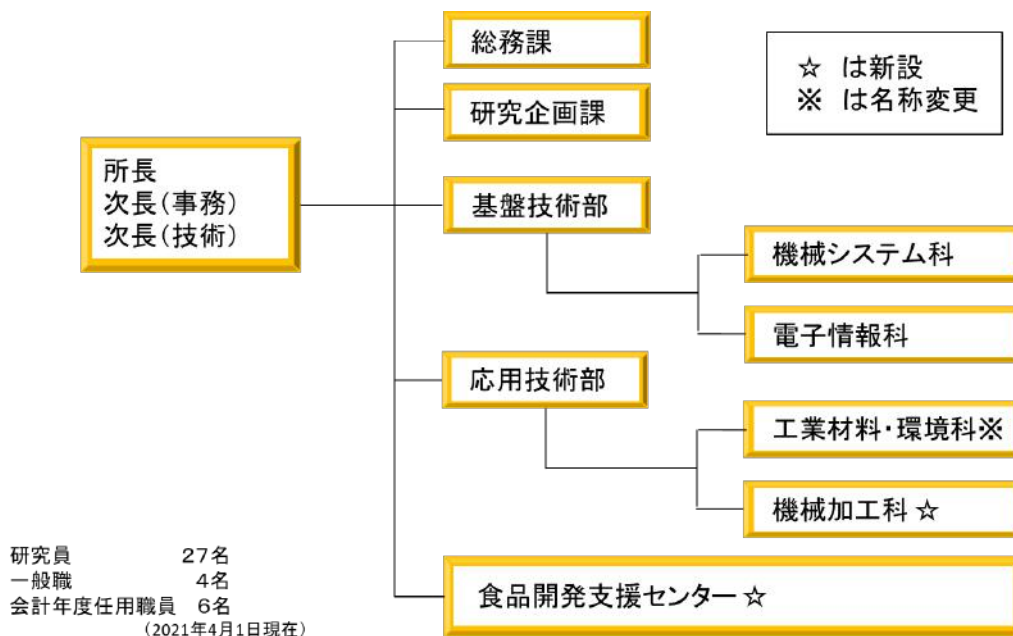 総務課
☆ は新設
※ は名称変更
研究企画課
所長
次長(事務)
次長(技術)
基盤技術部
機械システム科
電子情報科
応用技術部
工業材料・環境科※
機械加工科 ☆
食品開発支援センター ☆
研究員 27名
一般職 4名
会計年度任用職員 6名
(2021年4月1日現在)